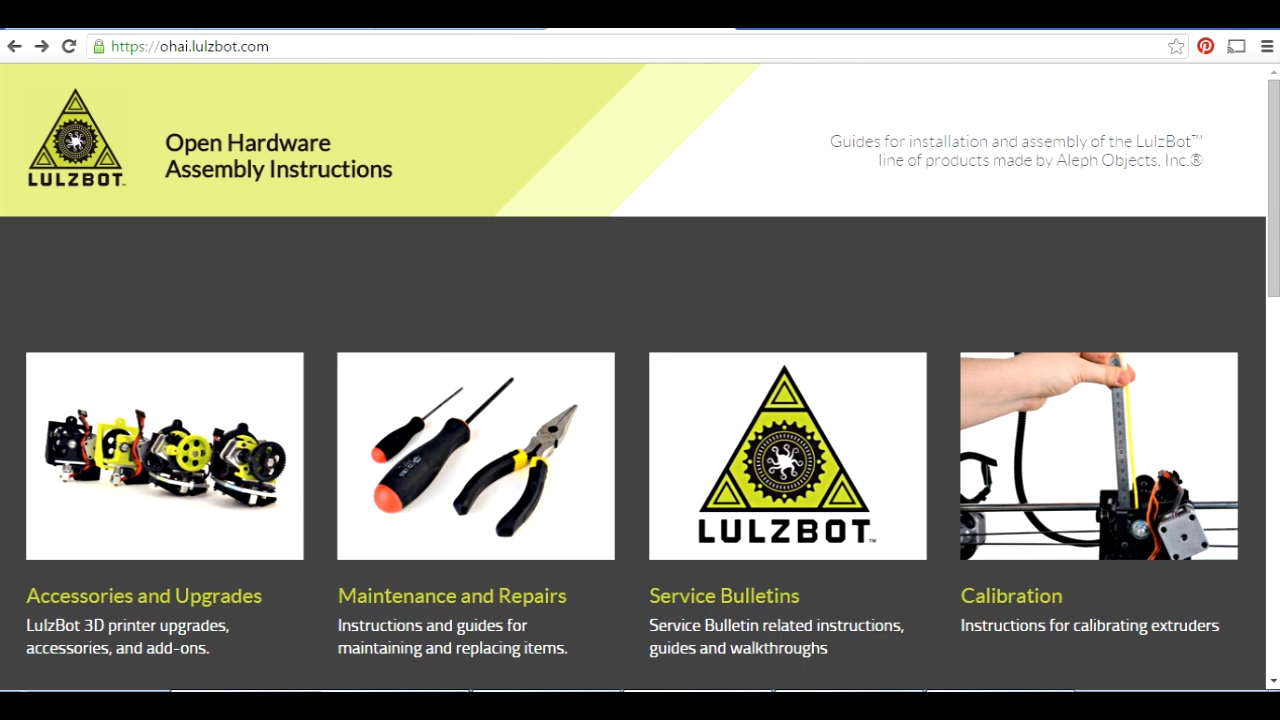 https://ohai.lulzbot.com
Open Hardware
Assembly Instructions
LULZBOT™
Guides for installation and assembly of the LulzBot™
line of products made by Aleph Objects, Inc.®
LULZBOT™
Accessories and Upgrades
LulzBot 3D printer upgrades,
accessories, and add-ons.
Maintenance and Repairs
Instructions and guides for
maintaining and replacing items.
Service Bulletins
Service Bulletin related instructions,
guides and walkthroughs
Calibration
Instructions for calibrating extruders